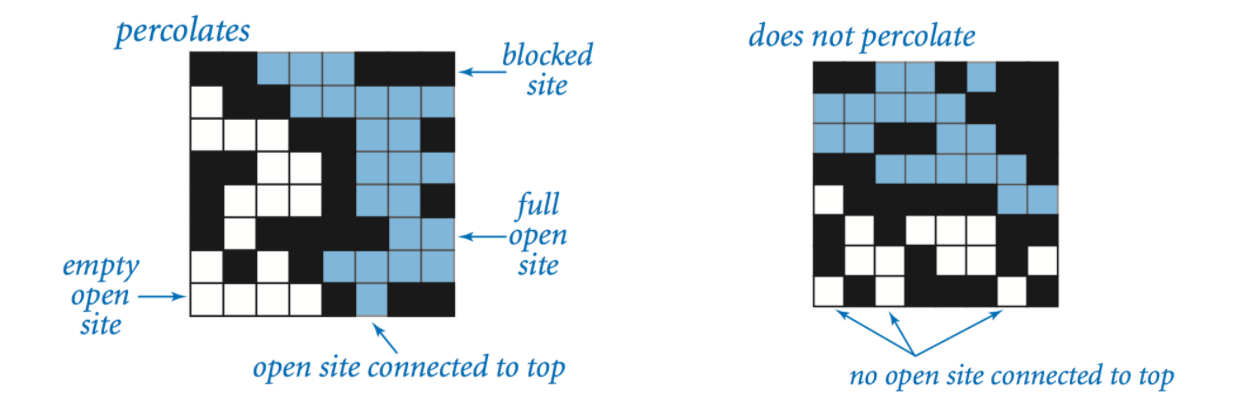 percolates
blocked
site
full
open
site
empty
open
site
open site connected to top
does not percolate
no open site connected to top